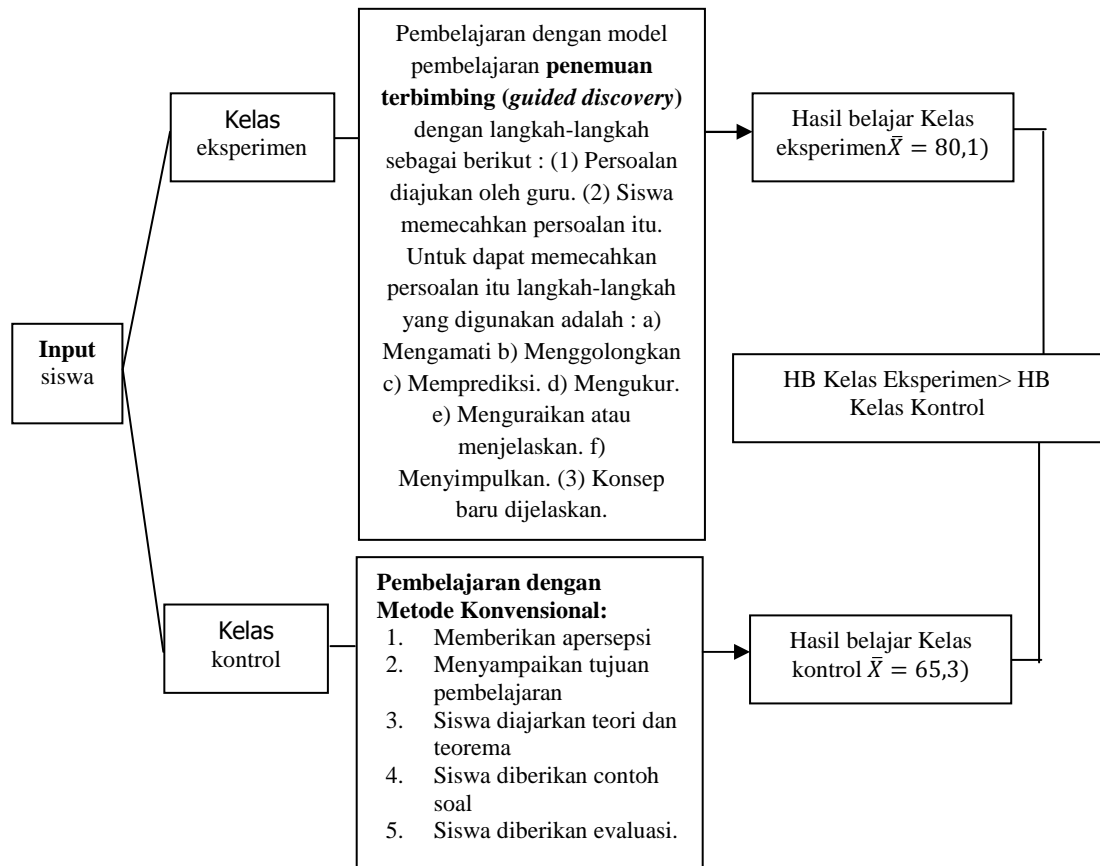 Input
siswa
Kelas
eksperimen
Pembelajaran dengan model
pembelajaran penemuan
terbimbing (guided discovery)
dengan langkah-langkah
sebagai berikut : (1) Persoalan
diajukan oleh guru. (2) Siswa
memecahkan persoalan itu.
Untuk dapat memecahkan
persoalan itu langkah-langkah
yang digunakan adalah : a)
Mengamati b) Menggolongkan
c) Memprediksi. d) Mengukur.
e) Menguraikan atau
menjelaskan. f)
Menyimpulkan. (3) Konsep
baru dijelaskan.
Hasil belajar Kelas
eksperimen X̄ = 80,1)
Kelas
kontrol
Pembelajaran dengan
Metode Konvensional:
1. Memberikan apersepsi
2. Menyampaikan tujuan
pembelajaran
3. Siswa diajarkan teori dan
teorema
4. Siswa diberikan contoh
soal
5. Siswa diberikan evaluasi.
Hasil belajar Kelas
kontrol X̄ = 65,3)
HB Kelas Eksperimen> HB
Kelas Kontrol